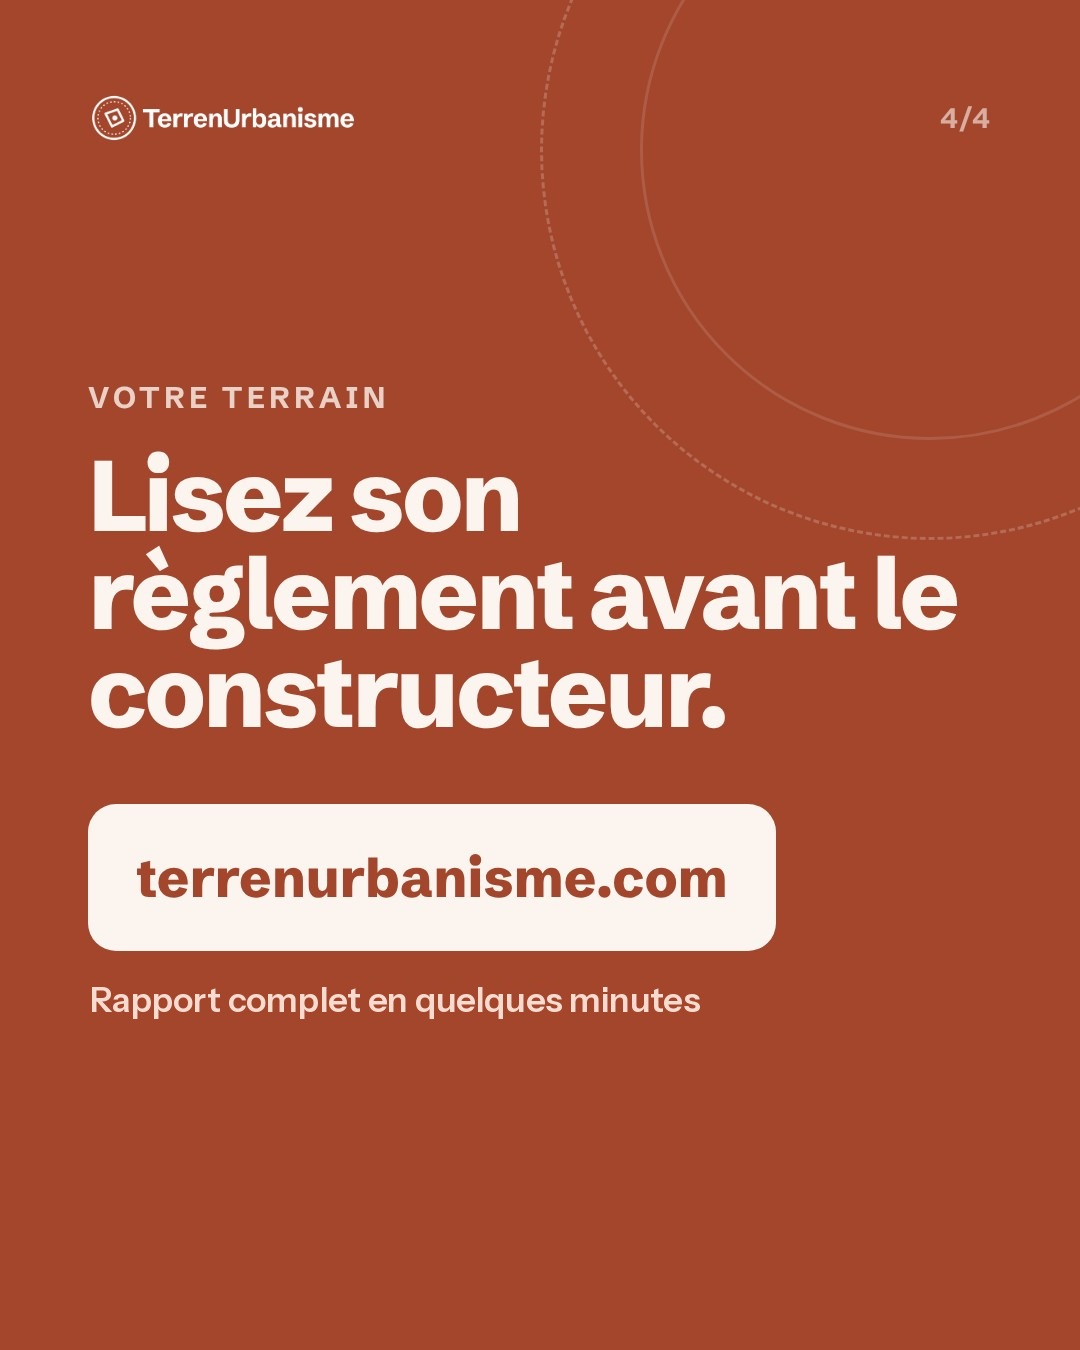 TerrenUrbanisme
4/4
VOTRE TERRAIN
Lisez son
règlement avant le
constructeur.
terrenurbanisme.com
Rapport complet en quelques minutes